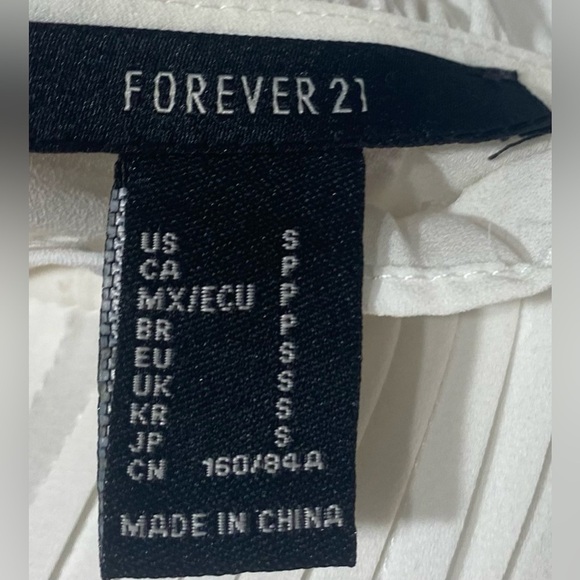 FOREVER 21
US S
CA P
MX/ECU P
BR P
EU S
UK S
KR S
JP S
CN 160/84A
MADE IN CHINA